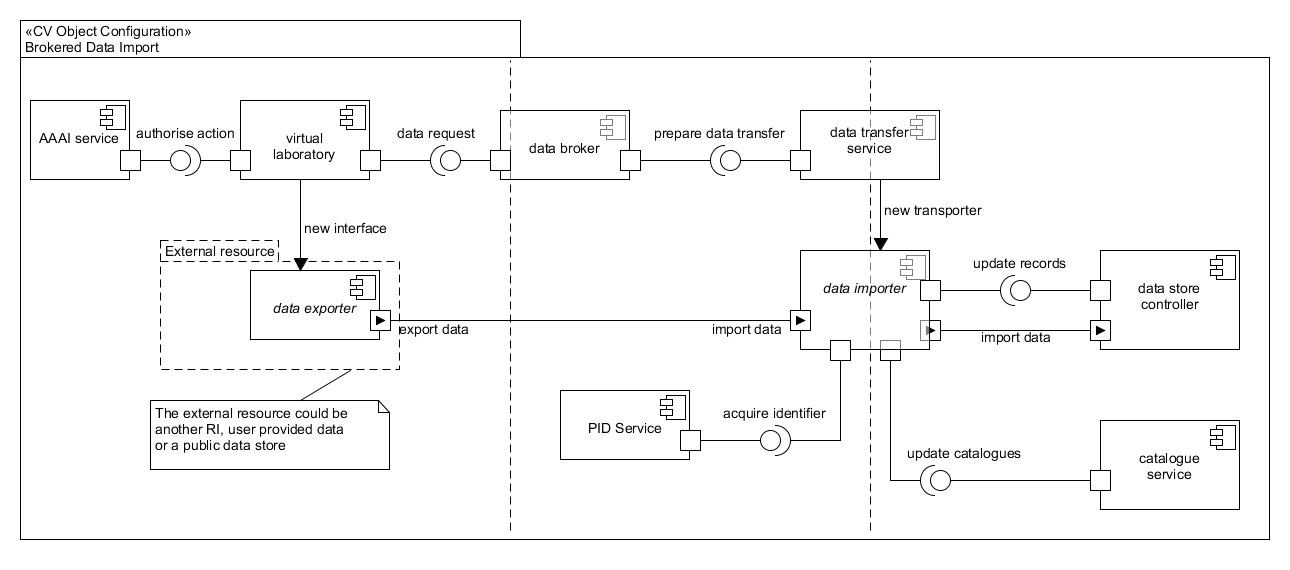 «CV Object Configuration»
Brokered Data Import
AAAI service
authorise action
virtual
laboratory
data request
data broker
prepare data transfer
data transfer
service
new interface
new transporter
External resource
data exporter
export data
import data
data importer
update records
import data
data store
controller
The external resource could be
another RI, user provided data
or a public data store
PID Service
acquire identifier
update catalogues
catalogue
service